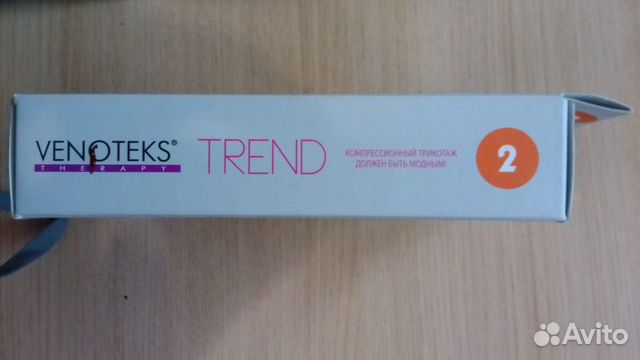 VENOTEKS®
THERAPY
TREND
КОМПРЕССИОННЫЙ ТРИКОТАЖ
ДОЛЖЕН БЫТЬ МОДНЫМ!
2
Avito